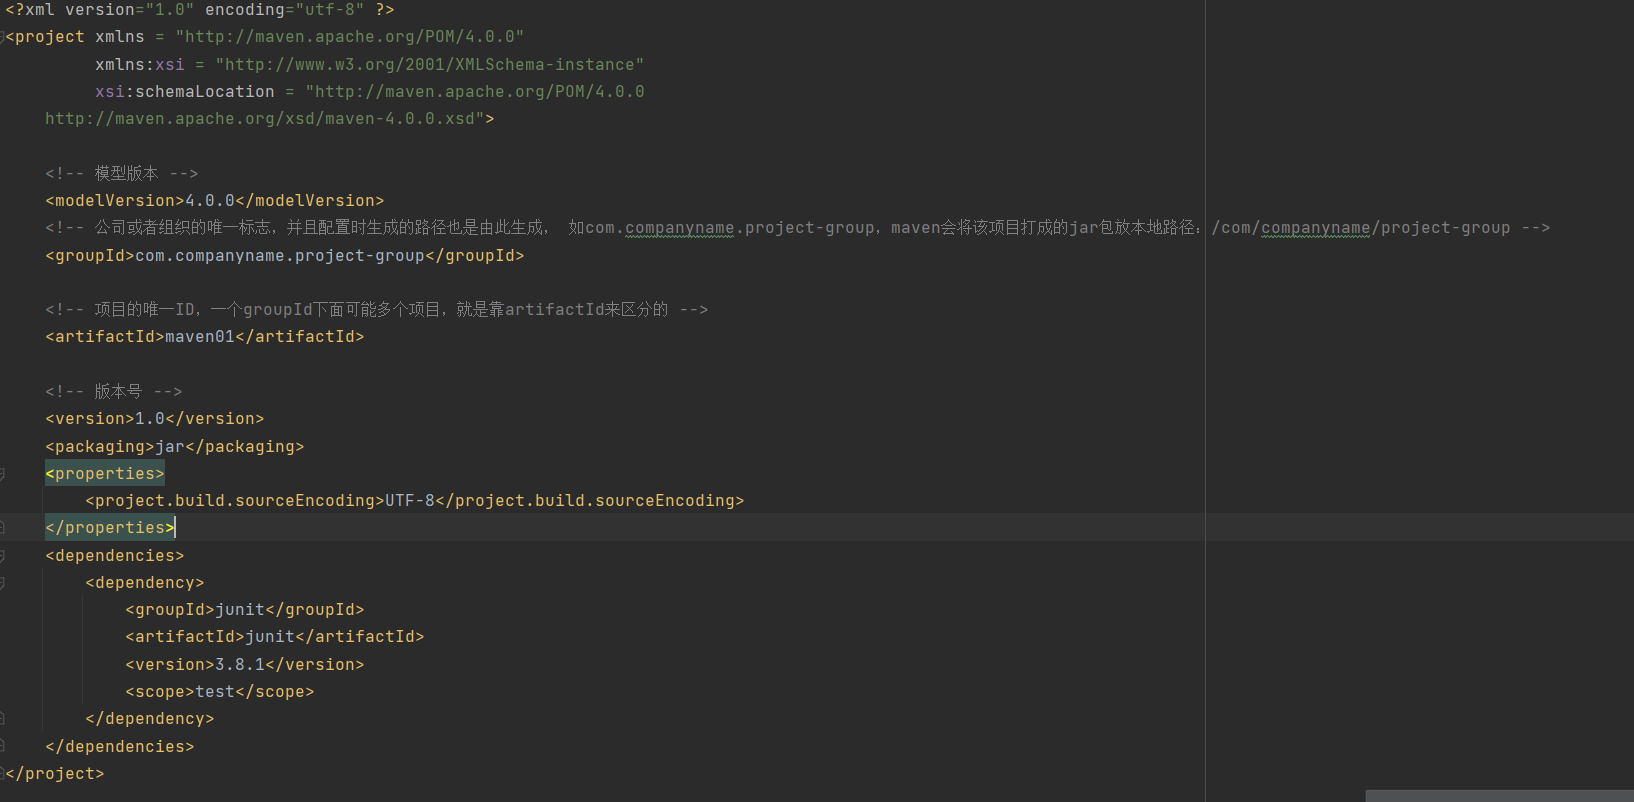 <?xml version="1.0" encoding="utf-8" ?>
<project xmlns = "http://maven.apache.org/POM/4.0.0"
         xmlns:xsi = "http://www.w3.org/2001/XMLSchema-instance"
         xsi:schemaLocation = "http://maven.apache.org/POM/4.0.0
    http://maven.apache.org/xsd/maven-4.0.0.xsd">
    <!-- 模型版本 -->
    <modelVersion>4.0.0</modelVersion>
    <!-- 公司或者组织的唯一标志，并且配置时生成的路径也是由此生成， 如com.companyname.project-group，maven会将该项目打成的jar包放本地路径：/com/companyname/project-group -->
    <groupId>com.companyname.project-group</groupId>
    <!-- 项目的唯一ID，一个groupId下面可能多个项目，就是靠artifactId来区分的 -->
    <artifactId>maven01</artifactId>
    <!-- 版本号 -->
    <version>1.0</version>
    <packaging>jar</packaging>
    <properties>
        <project.build.sourceEncoding>UTF-8</project.build.sourceEncoding>
    </properties>
    <dependencies>
        <dependency>
            <groupId>junit</groupId>
            <artifactId>junit</artifactId>
            <version>3.8.1</version>
            <scope>test</scope>
        </dependency>
    </dependencies>
</project>